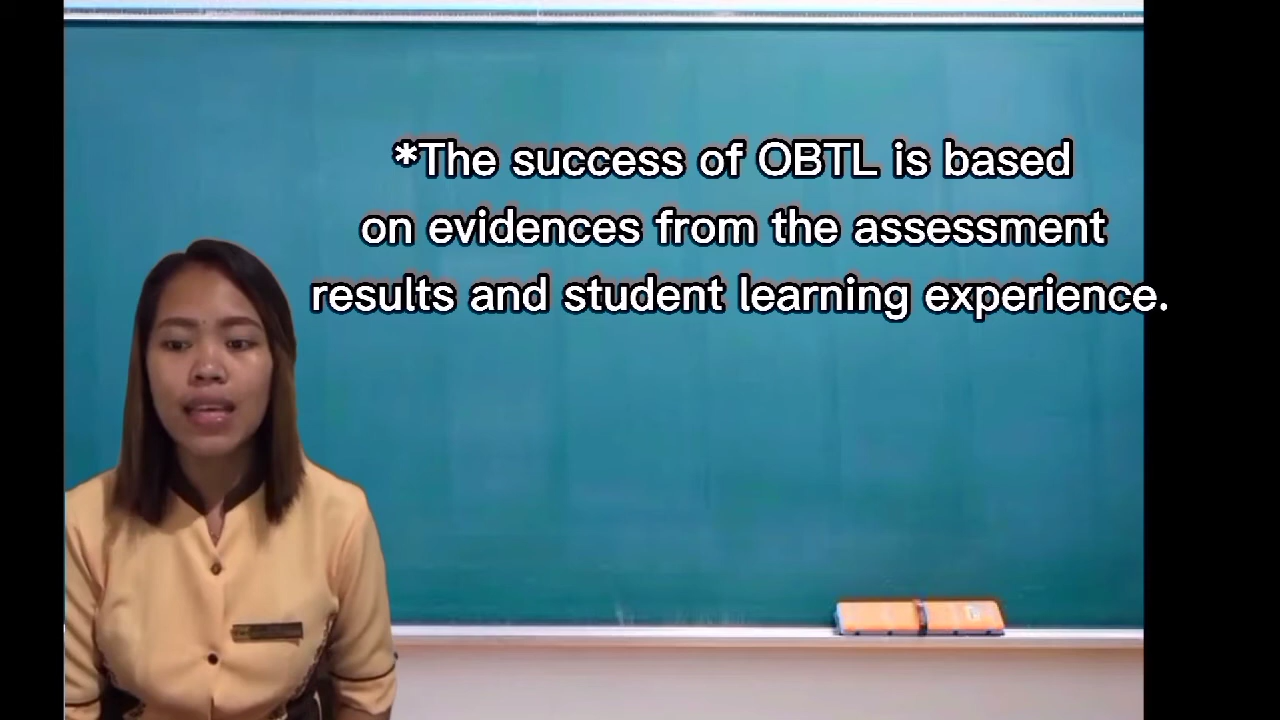 *The success of OBTL is based
on evidences from the assessment
results and student learning experience.